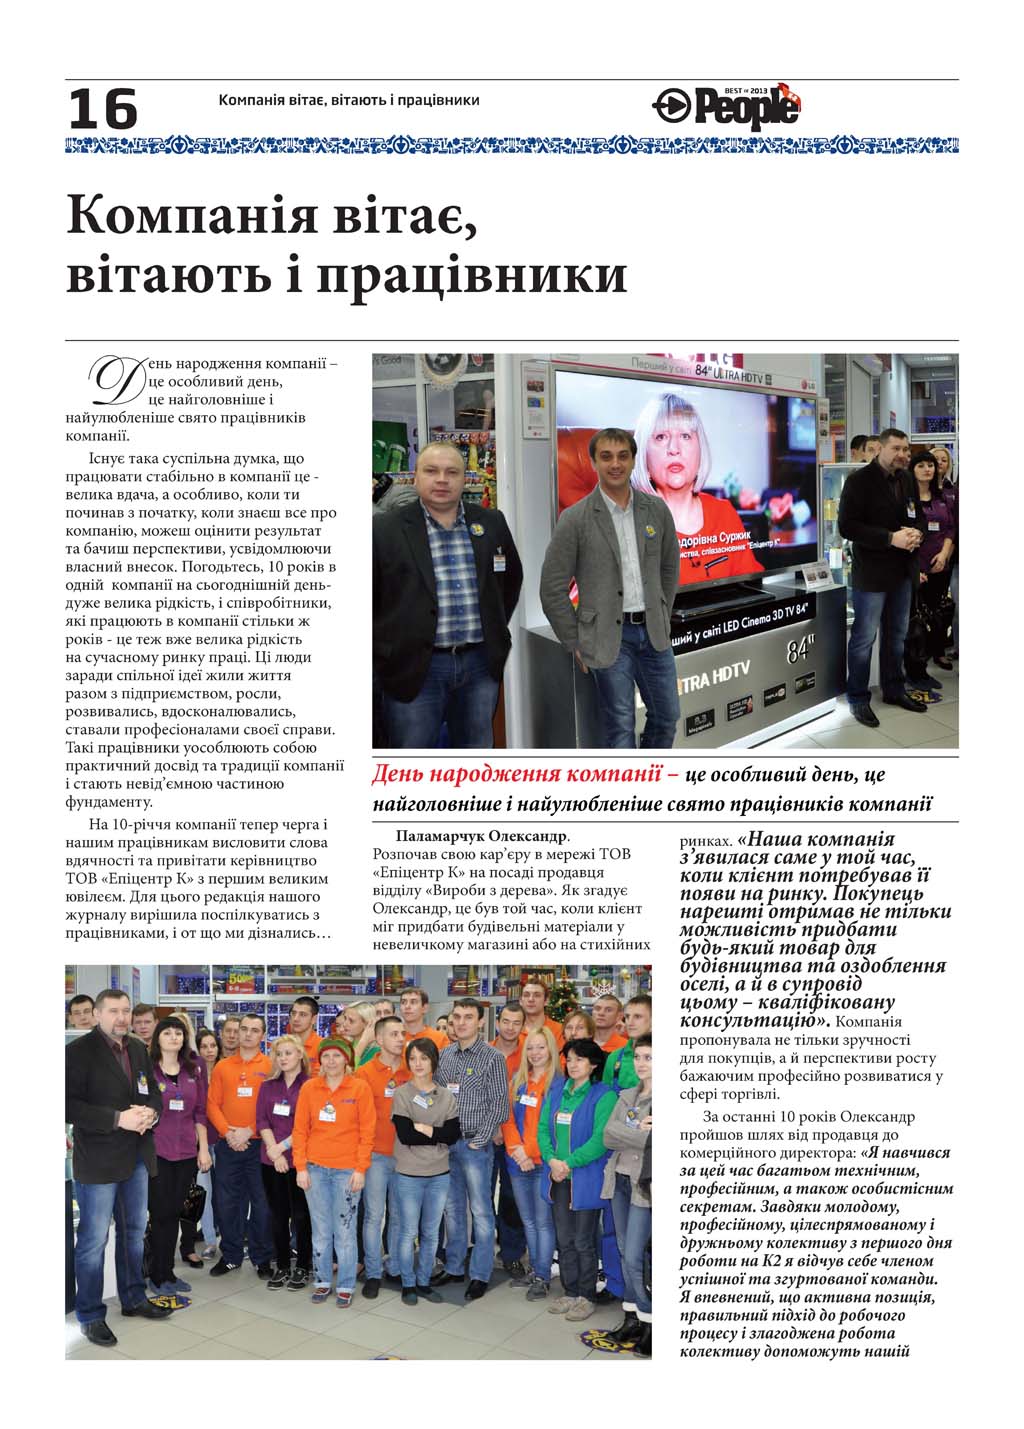 16
Компанія вітає, вітають і працівники
BEST OF 2013
People
Компанія вітає,
вітають і працівники
День народження компанії –
це особливий день,
це найголовніше і
найулюбленіше свято працівників
компанії.
Існує така суспільна думка, що
працювати стабільно в компанії це -
велика вдача, а особливо, коли ти
починав з початку, коли знаєш все про
компанію, можеш оцінити результат
та бачиш перспективи, усвідомлюючи
власний внесок. Погодьтесь, 10 років в
одній компанії на сьогоднішній день-
дуже велика рідкість, і співробітники,
які працюють в компанії стільки ж
років - це теж вже велика рідкість
на сучасному ринку праці. Ці люди
заради спільної ідеї жили життя
разом з підприємством, росли,
розвивались, вдосконалювались,
ставали професіоналами своєї справи.
Такі працівники уособлюють собою
практичний досвід та традиції компанії
і стають невід’ємною частиною
фундаменту.
На 10-річчя компанії тепер черга і
нашим працівникам висловити слова
вдячності та привітати керівництво
ТОВ «Епіцентр К» з першим великим
ювілеєм. Для цього редакція нашого
журналу вирішила поспілкуватись з
працівниками, і от що ми дізнались…
s Good
LG
Перший у світі 84" ULTRA HDTV
LG
дорівна Суржик
ства, співзасновник "Епіцентр К"
ший у світі LED Cinema 3D TV 84"
TRA HDTV
84"
День народження компанії – це особливий день, це
найголовніше і найулюбленіше свято працівників компанії
Паламарчук Олександр.
Розпочав свою кар’єру в мережі ТОВ
«Епіцентр К» на посаді продавця
відділу «Вироби з дерева». Як згадує
Олександр, це був той час, коли клієнт
міг придбати будівельні матеріали у
невеличкому магазині або на стихійних
ринках. «Наша компанія
з’явилася саме у той час,
коли клієнт потребував її
появи на ринку. Покупець
нарешті отримав не тільки
можливість придбати
будь-який товар для
будівництва та оздоблення
оселі, а й в супровід
цьому – кваліфіковану
консультацію». Компанія
пропонувала не тільки зручності
для покупців, а й перспективи росту
бажаючим професійно розвиватися у
сфері торгівлі.
За останні 10 років Олександр
пройшов шлях від продавця до
комерційного директора: «Я навчився
за цей час багатьом технічним,
професійним, а також особистісним
секретам. Завдяки молодому,
професійному, цілеспрямованому і
дружньому колективу з першого дня
роботи на К2 я відчув себе членом
успішної та згуртованої команди.
Я впевнений, що активна позиція,
правильний підхід до робочого
процесу і злагоджена робота
колективу допоможуть нашій